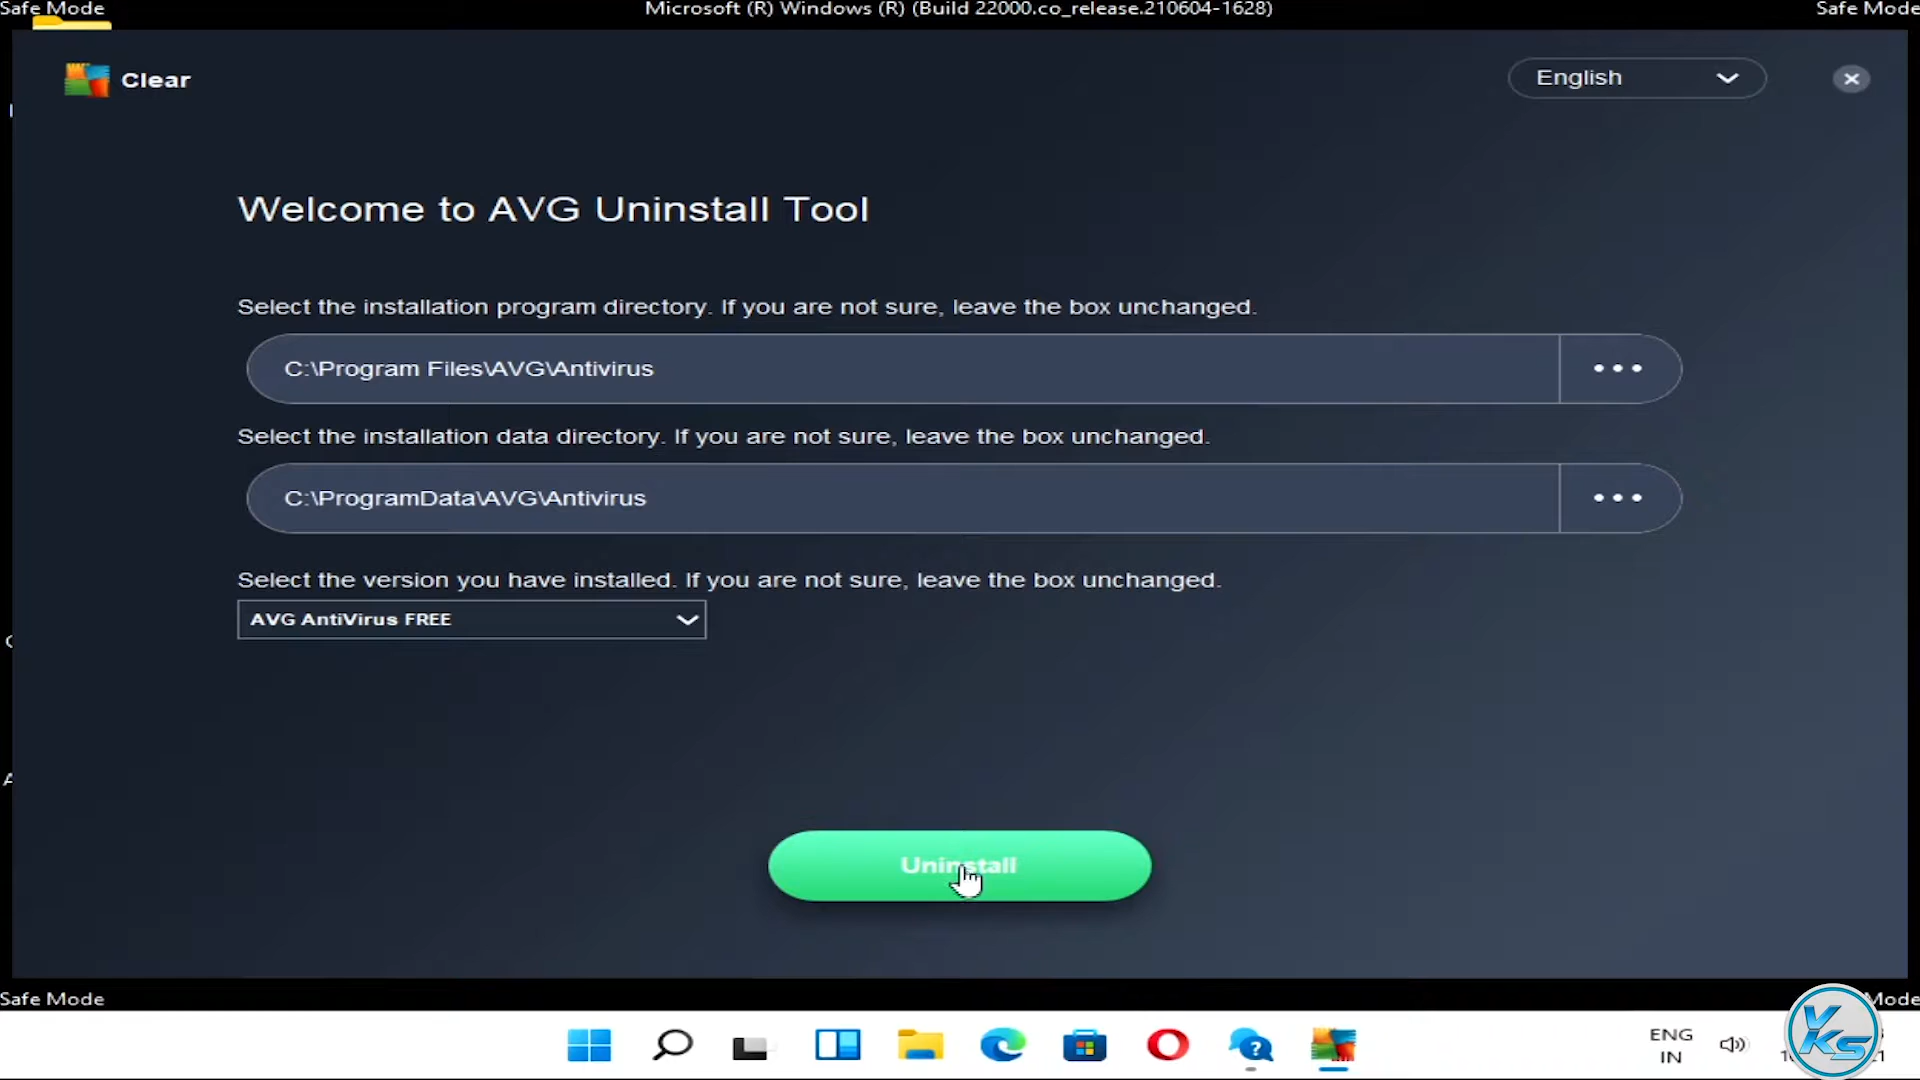 Safe Mode
Microsoft (R) Windows (R) (Build 22000.co_release.210604-1628)
Safe Mode
Clear
English
Welcome to AVG Uninstall Tool
Select the installation program directory. If you are not sure, leave the box unchanged.
C:\Program Files\AVG\Antivirus
Select the installation data directory. If you are not sure, leave the box unchanged.
C:\ProgramData\AVG\Antivirus
Select the version you have installed. If you are not sure, leave the box unchanged.
AVG AntiVirus FREE
Uninstall
Safe Mode
Mode
ENG
IN
VKS